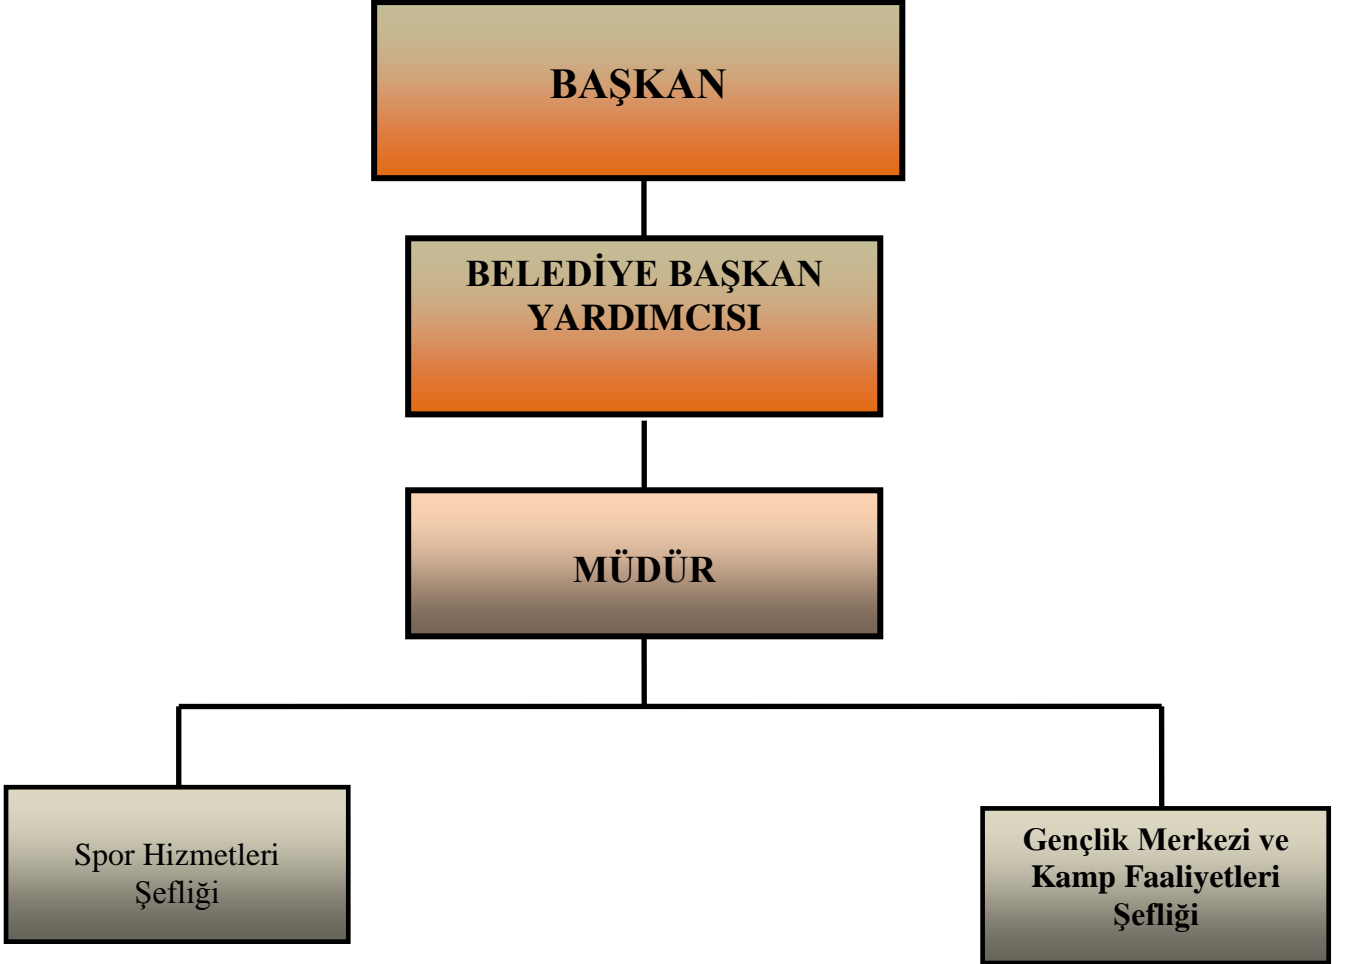 BAŞKAN
BELEDİYE BAŞKAN
YARDIMCISI
MÜDÜR
Spor Hizmetleri
Şefliği
Gençlik Merkezi ve
Kamp Faaliyetleri
Şefliği